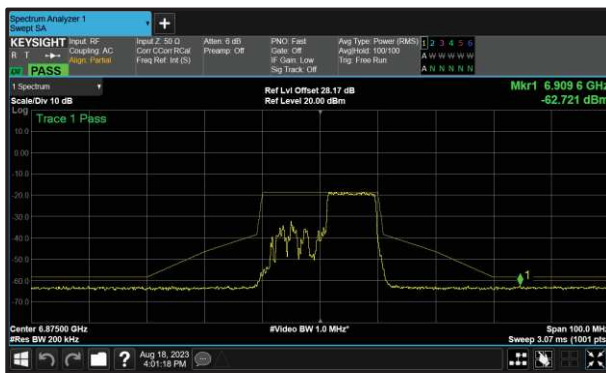 Spectrum Analyzer 1
Swept SA
KEYSIGHT
R T
PASS
Input: RF
Coupling: AC
Align: Partial
Input Z: 50 Ω
Corr CCorr RCal
Freq Ref: Int (S)
Atten: 6 dB
Preamp: Off
PNO: Fast
Gate: Off
IF Gain: Low
Sig Track: Off
Avg Type: Power (RMS)
Avg|Hold: 100/100
Trig: Free Run
1 2 3 4 5 6
A W W W W W
A N N N N N
1 Spectrum
Scale/Div 10 dB
Ref Lvl Offset 28.17 dB
Ref Level 20.00 dBm
Mkr1 6.909 6 GHz
-62.721 dBm
Log
Trace 1 Pass
10.0
0.00
-10.0
-20.0
-30.0
-40.0
-50.0
-60.0
-70.0
1
Center 6.87500 GHz
#Res BW 200 kHz
#Video BW 1.0 MHz*
Span 100.0 MHz
Sweep 3.07 ms (1001 pts)
?
Aug 18, 2023
4:01:18 PM